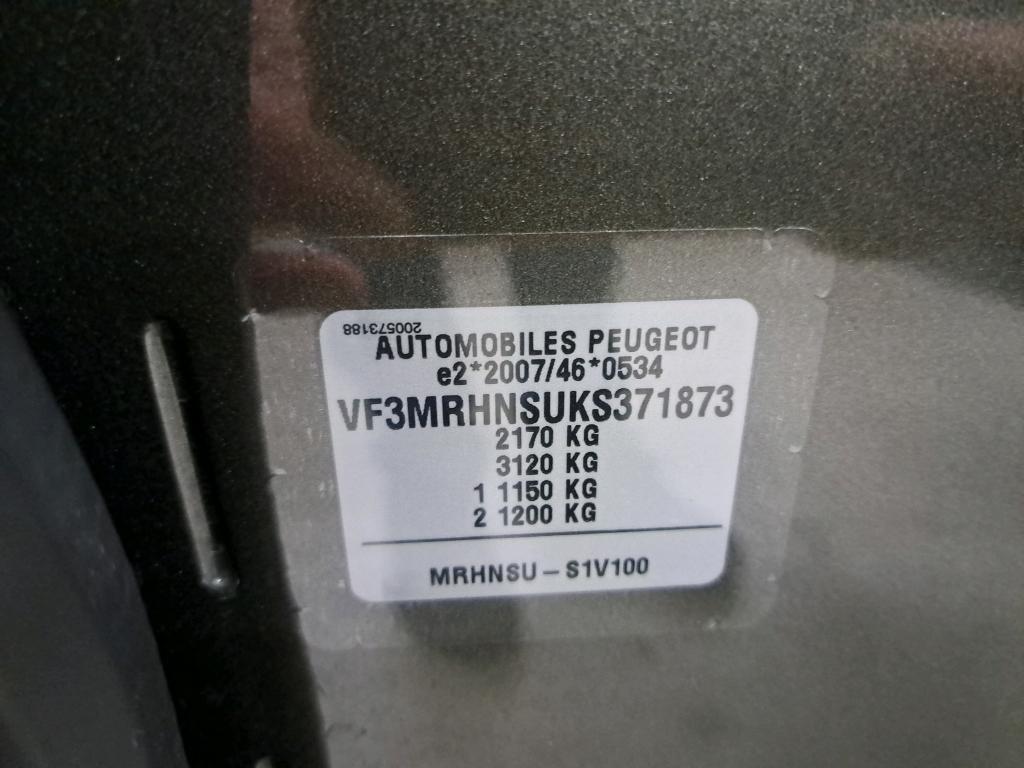 200573188
AUTOMOBILES PEUGEOT
e2*2007/46*0534
VF3MRHNSUKS371873
2170 KG
3120 KG
1 1150 KG
2 1200 KG
MRHNSU – S1V100